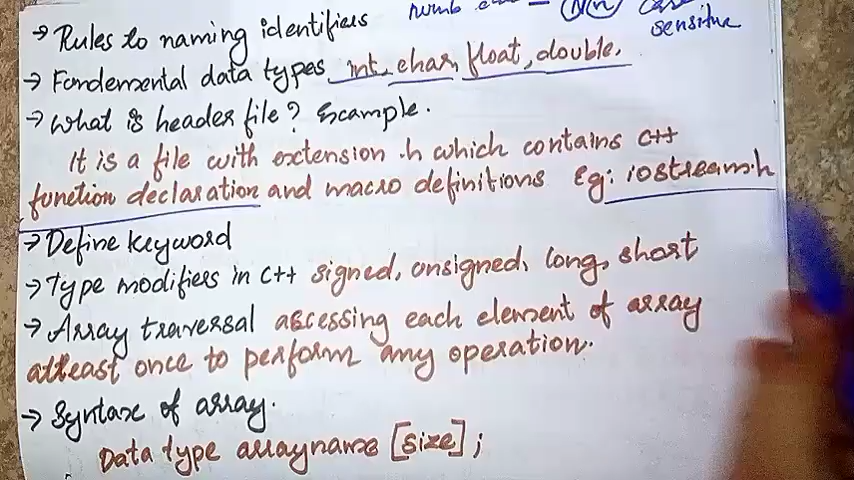 → Rules to naming identifiers
(Nn)
sensitive
→ Fondemental data types int, char, float, double.
→ What is header file? Example.
It is a file with extension .h which contains C++
function declaration and macro definitions Eg: iostream.h
→ Define keyword
→ Type modifiers in C++ signed, unsigned, long, short
→ Array traversal accessing each element of array
atleast once to perform any operation.
→ Syntax of array.
Data type arrayname [size];